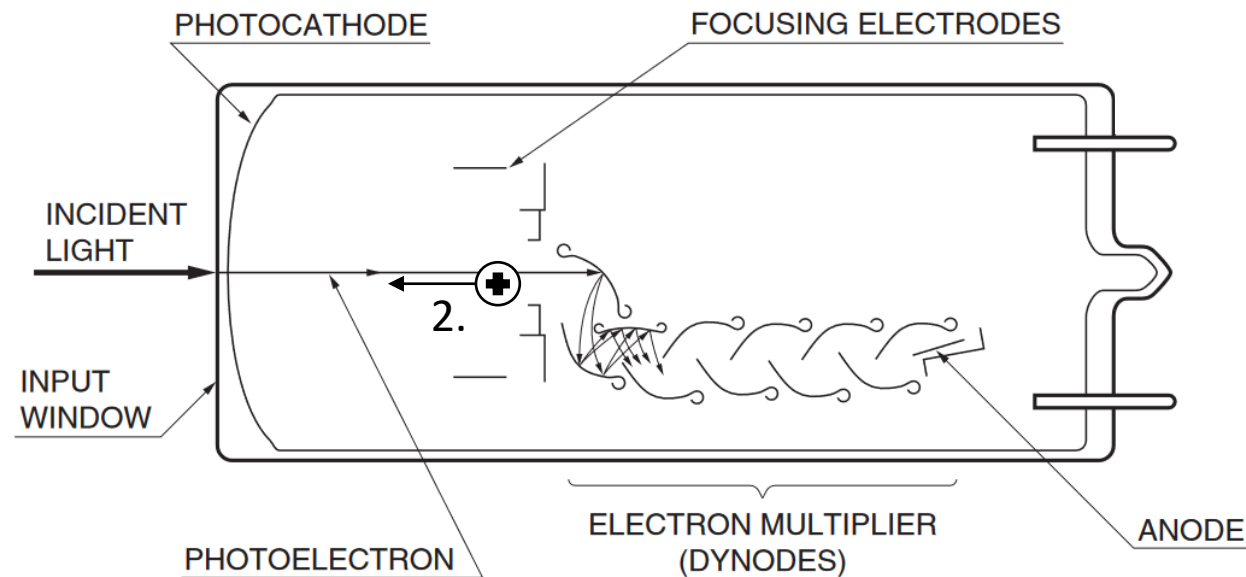 PHOTOCATHODE
FOCUSING ELECTRODES
INCIDENT
LIGHT
2.
INPUT
WINDOW
PHOTOELECTRON
ELECTRON MULTIPLIER
(DYNODES)
ANODE